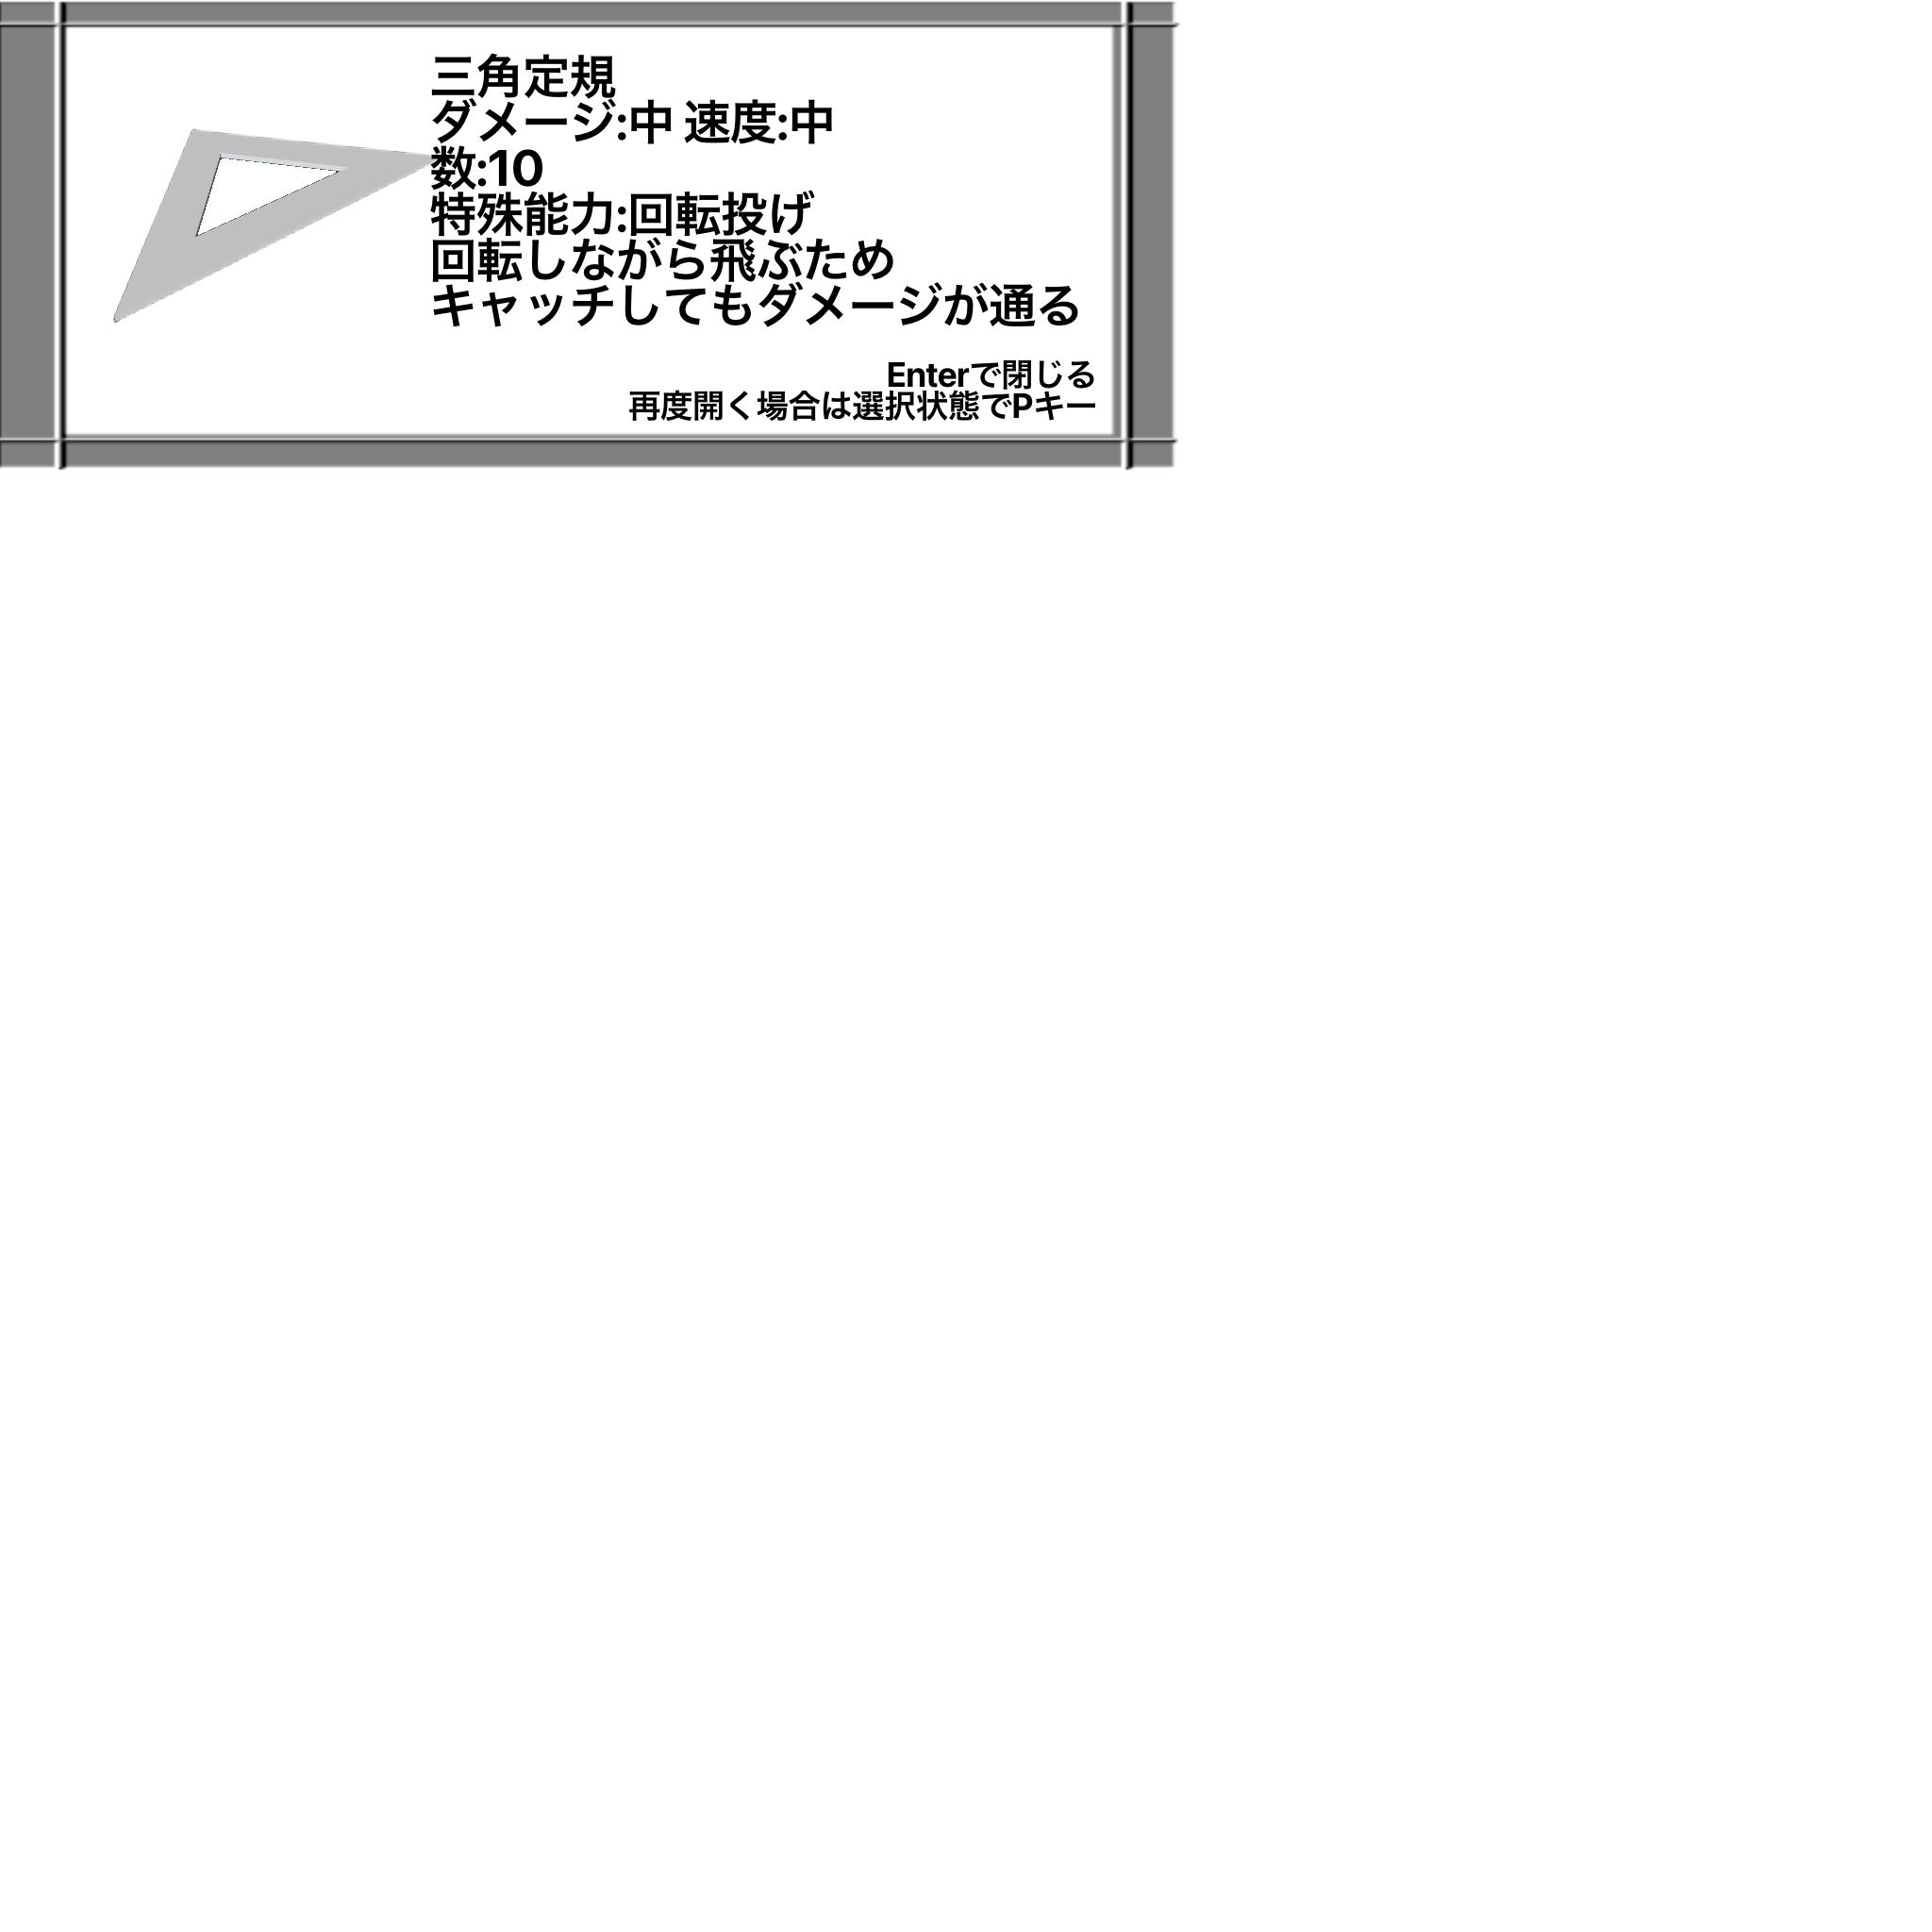 三角定規
ダメージ:中 速度:中
数:10
特殊能力:回転投げ
回転しながら飛ぶため
キャッチしてもダメージが通る
Enterで閉じる
再度開く場合は選択状態でPキー